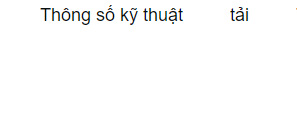 Thông số kỹ thuật tải